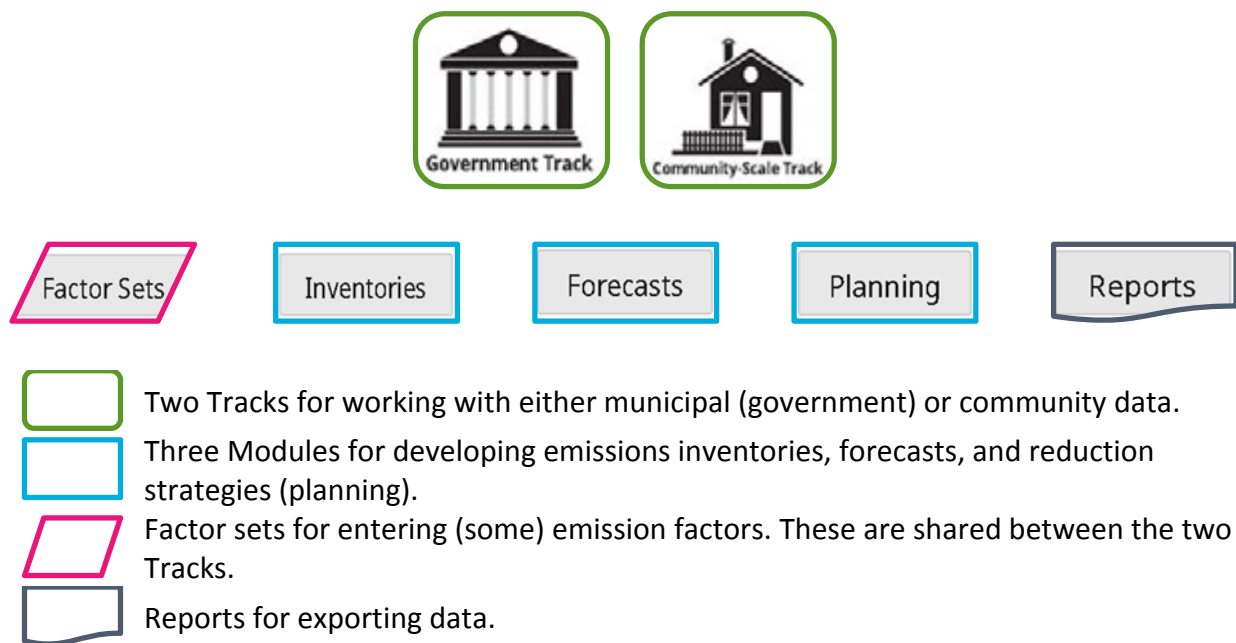 Government Track
Community-Scale Track
Factor Sets
Inventories
Forecasts
Planning
Reports
Two Tracks for working with either municipal (government) or community data.
Three Modules for developing emissions inventories, forecasts, and reduction
strategies (planning).
Factor sets for entering (some) emission factors. These are shared between the two
Tracks.
Reports for exporting data.